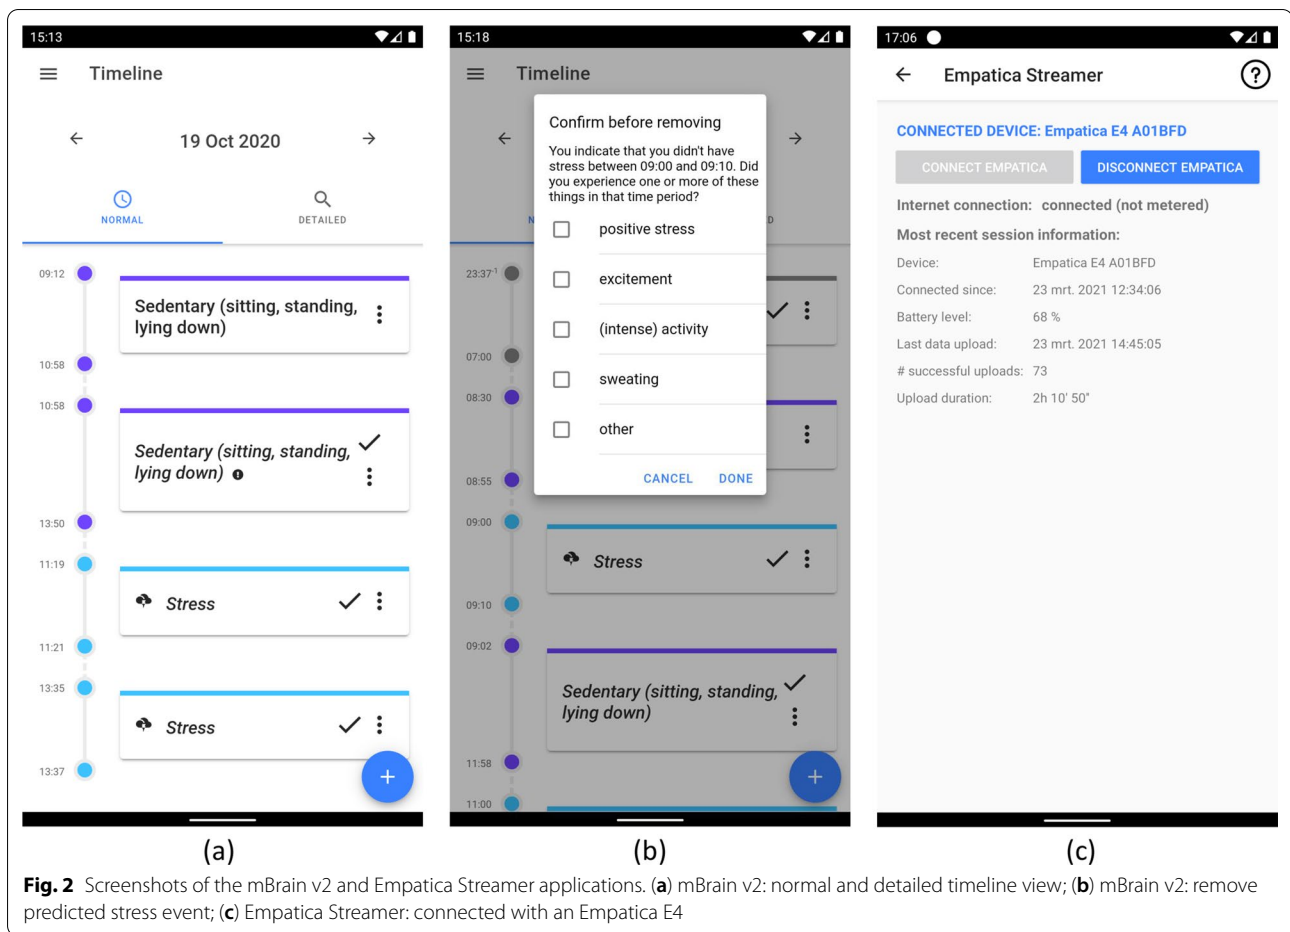 15:13
Timeline
19 Oct 2020
NORMAL
DETAILED
09:12
Sedentary (sitting, standing,
lying down)
10:58
10:58
Sedentary (sitting, standing,
lying down)
13:50
11:19
Stress
11:21
13:35
Stress
13:37
+
(a)
15:18
Timeline
Confirm before removing
You indicate that you didn't have
stress between 09:00 and 09:10. Did
you experience one or more of these
things in that time period?
positive stress
excitement
(intense) activity
sweating
other
CANCEL DONE
N
D
23:37-1
07:00
08:30
08:55
09:00
Stress
09:10
09:02
Sedentary (sitting, standing,
lying down)
11:58
11:00
+
(b)
17:06
Empatica Streamer
?
CONNECTED DEVICE: Empatica E4 A01BFD
CONNECT EMPATICA DISCONNECT EMPATICA
Internet connection: connected (not metered)
Most recent session information:
Device: Empatica E4 A01BFD
Connected since: 23 mrt. 2021 12:34:06
Battery level: 68 %
Last data upload: 23 mrt. 2021 14:45:05
# successful uploads: 73
Upload duration: 2h 10' 50"
(c)
Fig. 2 Screenshots of the mBrain v2 and Empatica Streamer applications. (a) mBrain v2: normal and detailed timeline view; (b) mBrain v2: remove
predicted stress event; (c) Empatica Streamer: connected with an Empatica E4